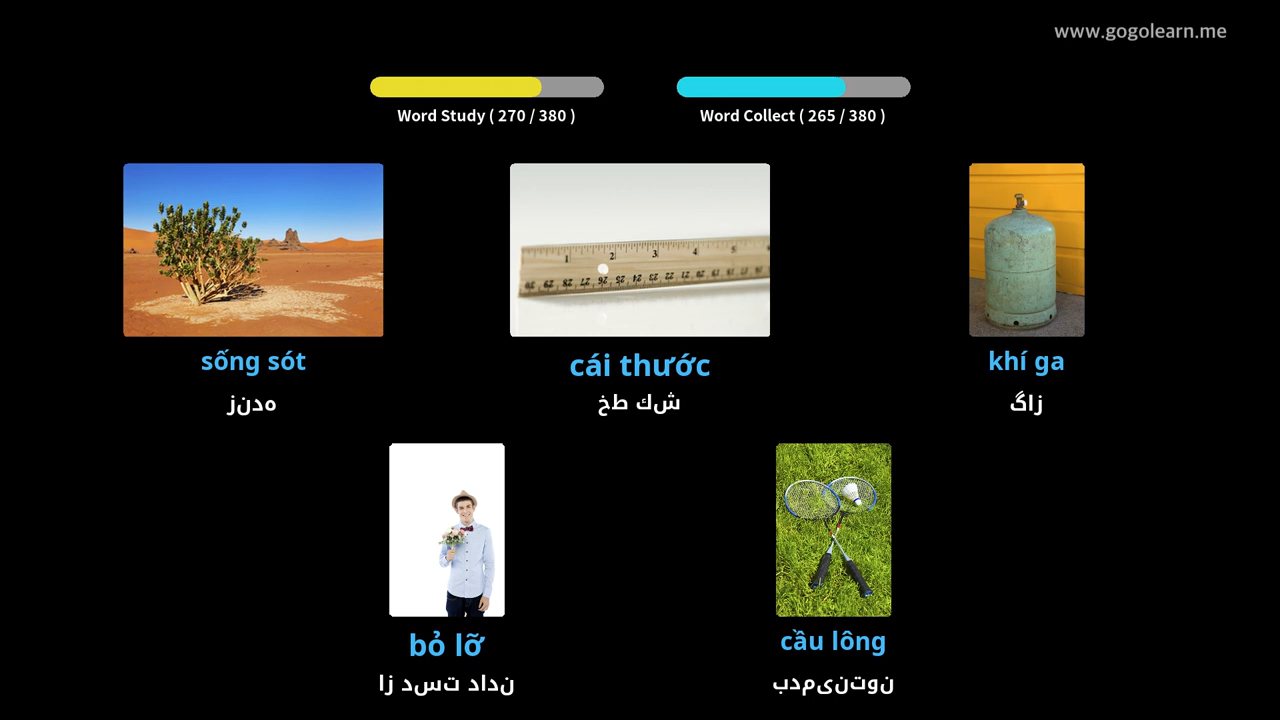 www.gogolearn.me
Word Study ( 270 / 380 )
Word Collect ( 265 / 380 )
sống sót
هدنز
cái thước
شك طخ
khí ga
زاگ
bỏ lỡ
نداد تسد زا
cầu lông
نوتنیمدب